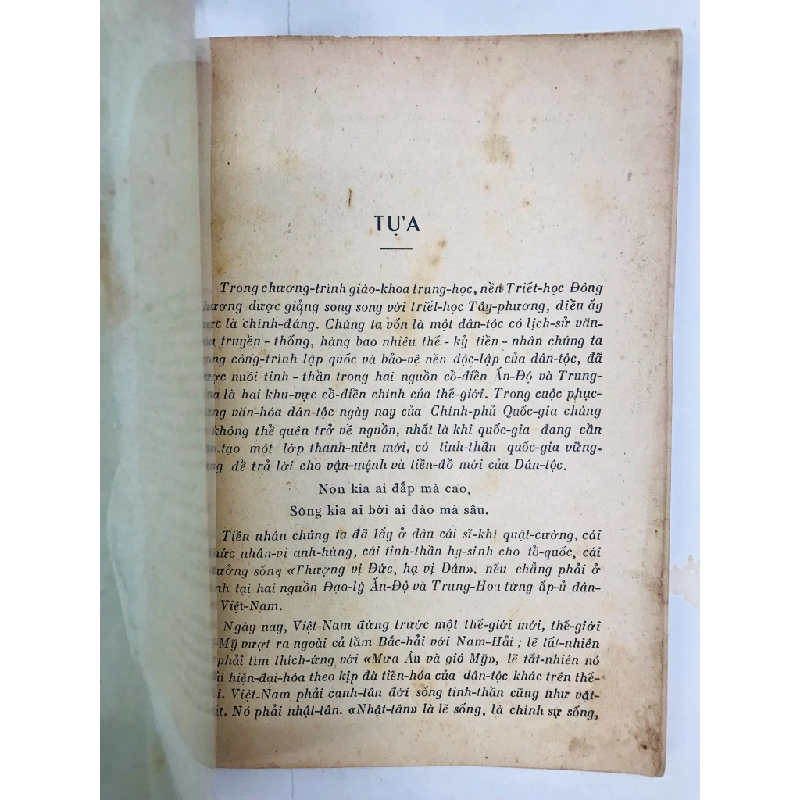 TỰA
Trong chương-trình giáo-khoa trung-học, nền Triết-học Đông
ương được giảng song song với triết-học Tây-phương, điều ấy
ực là chính-đáng. Chúng ta vốn là một dân-tộc có lịch-sử văn-
a truyền-thống, hàng bao nhiêu thế-kỷ tiền-nhân chúng ta
ng công-trình lập quốc và bảo-vệ nền độc-lập của dân-tộc, đã
ược nuôi tinh-thần trong hai nguồn cổ-điển Ấn-Độ và Trung-
a là hai khu-vực cổ-điển chính của thế-giới. Trong cuộc phục-
ng văn-hóa dân-tộc ngày nay của Chính-phủ Quốc-gia chúng
không thể quên trở về nguồn, nhất là khi quốc-gia đang cần
o-tạo một lớp thanh-niên mới, có tinh-thần quốc-gia vững-
ng để trả lời cho vận-mệnh và tiền-đồ mới của Dân-tộc.
Non kia ai đắp mà cao,
Sông kia ai bới ai đào mà sâu.
Tiền nhân chúng ta đã lấy ở đân cái sĩ-khí quật-cường, cái
ức nhân-vị anh-hùng, cái tinh-thần hy-sinh cho tổ-quốc, cái
ưởng sống «Thượng vị Đức, hạ vị Dân», nếu chẳng phải ở
nh tại hai nguồn Đạo-lý Ấn-Độ và Trung-Hoa từng ấp-ủ dân-
Việt-Nam.
Ngày nay, Việt-Nam đứng trước một thế-giới mới, thế-giới
-Mỹ vượt ra ngoài cả tầm Bắc-hải với Nam-Hải ; lẽ tất-nhiên
phải tìm thích-ứng với «Mưa Âu và gió Mỹ», lẽ tất-nhiên nó
i hiện-đại-hóa theo kịp đà tiến-hóa của dân-tộc khác trên thế-
i. Việt-Nam phải canh-tân đời sống tinh-thần cũng như vật-
t. Nó phải nhật-tân. «Nhật-tân» là lẽ sống, là chính sự sống,